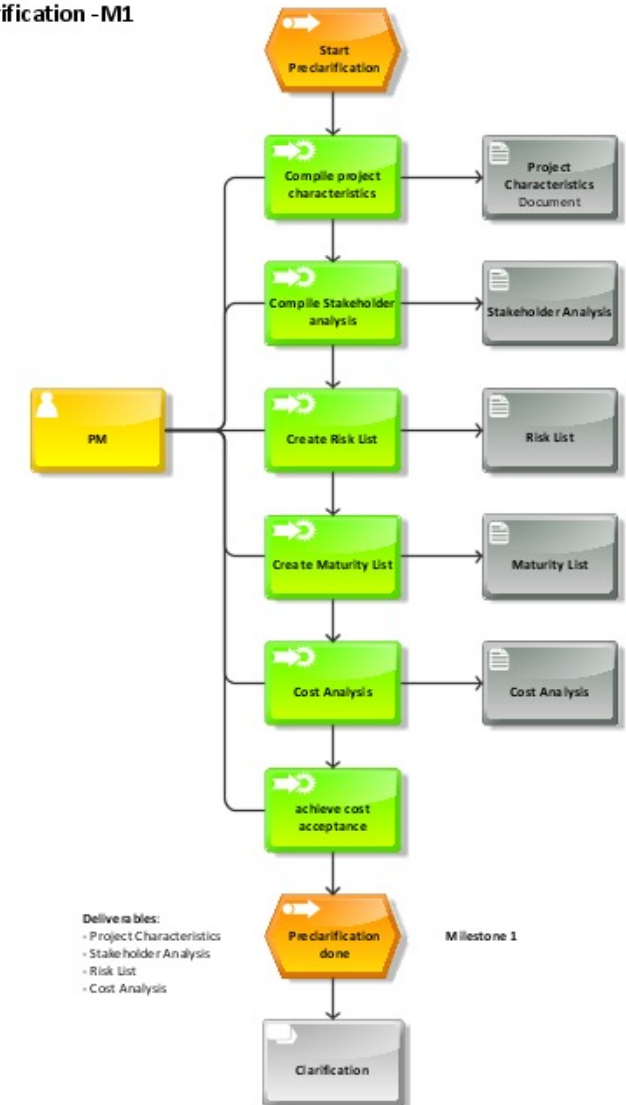 ification - M1
Start
Preclarification
Compile project
characteristics
Project
Characteristics
Document
Compile Stakeholder
analysis
Stakeholder Analysis
PM
Create Risk List
Risk List
Create Maturity List
Maturity List
Cost Analysis
Cost Analysis
achieve cost
acceptance
Deliverables:
- Project Characteristics
- Stakeholder Analysis
- Risk List
- Cost Analysis
Preclarification
done
Milestone 1
Clarification